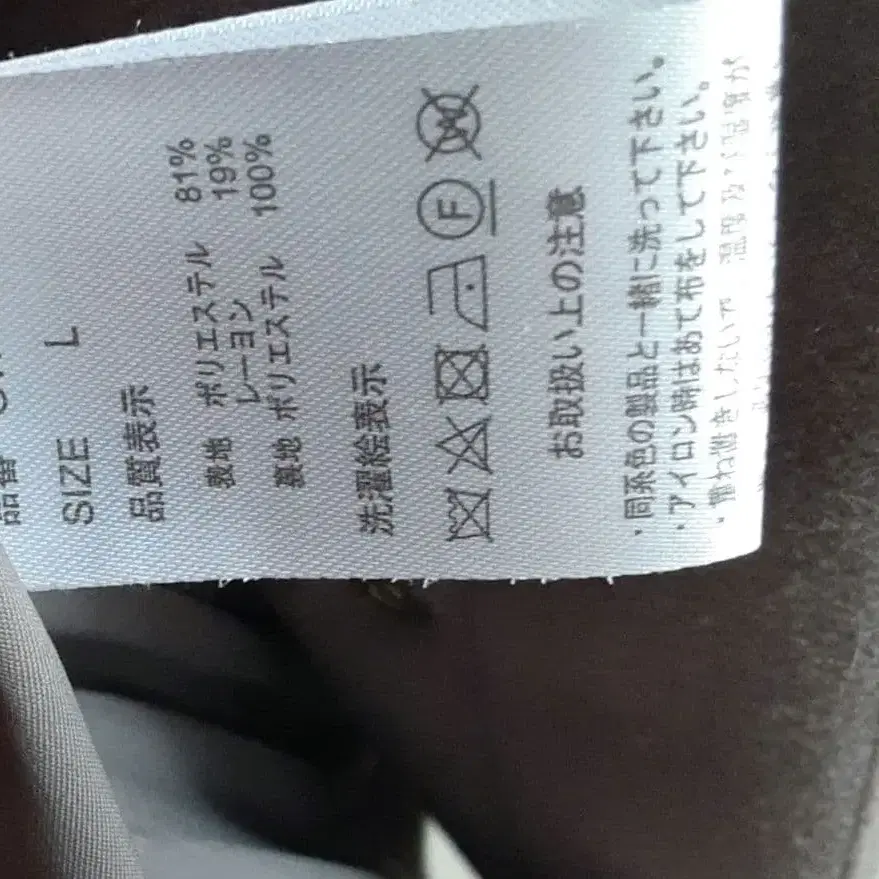 品番
SIZE L
品質表示
表地 ポリエステル 81%
レーヨン 19%
裏地 ポリエステル 100%
洗濯絵表示
F W
お取扱い上の注意
・同系色の製品と一緒に洗って下さい。
・アイロン時はあて布をして下さい。